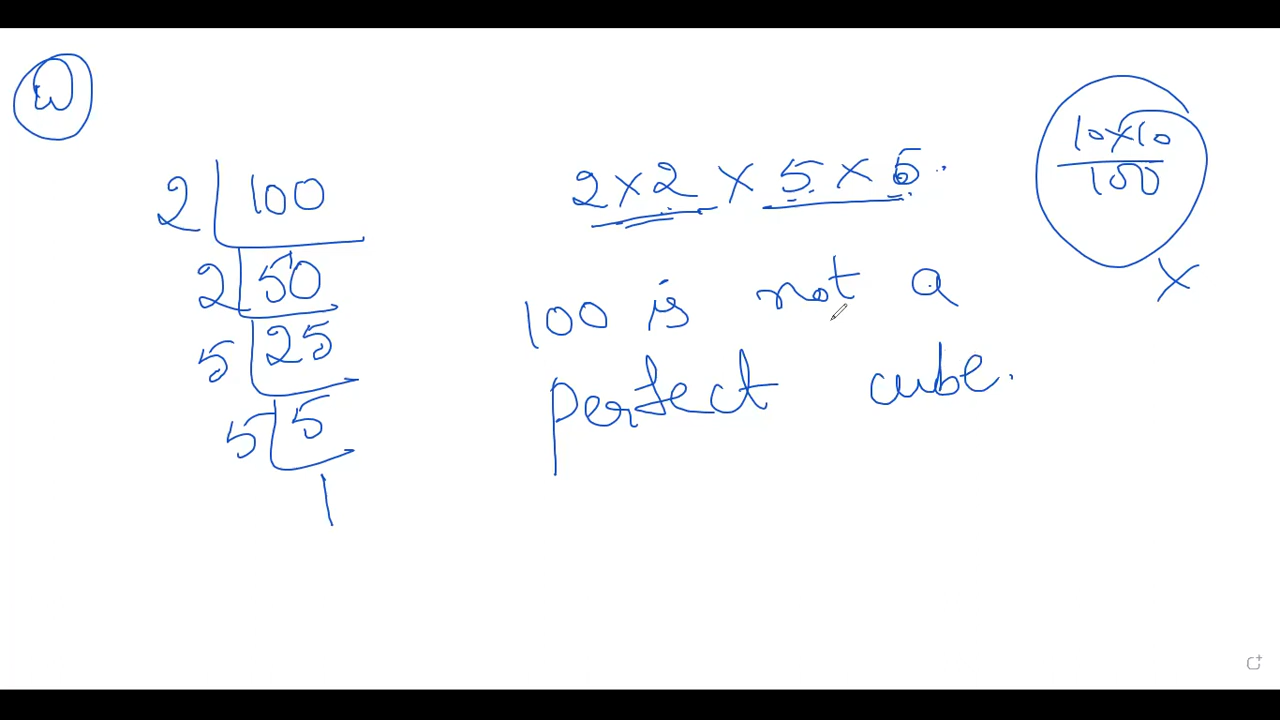 2 | 100
2 | 50
5 | 25
5 | 5
1
2 × 2 × 5 × 5.
100 is not a
perfect cube.
10×10
100
×